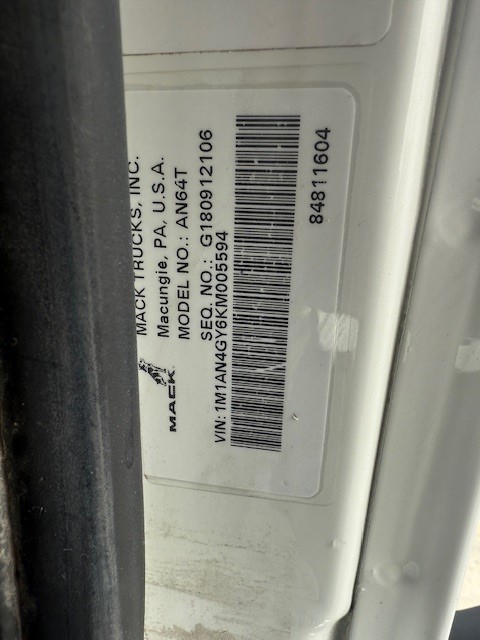 MACK TRUCKS, INC.
Macungie, PA, U.S.A.
MODEL NO.: AN64T
SEQ. NO.: G180912106
MACK
VIN: 1M1AN4GY6KM005594
84811604